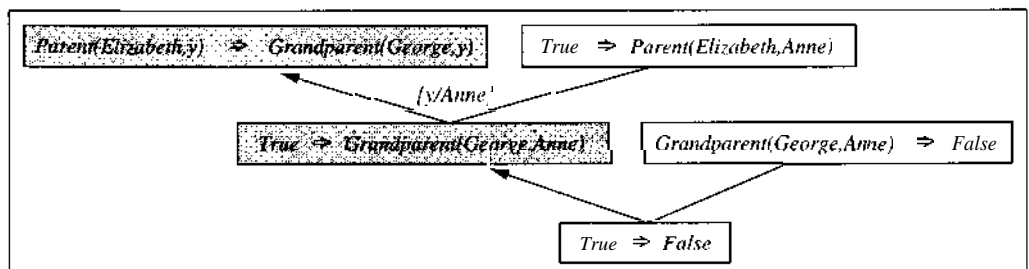 Parent(Elizabeth,y) ⇒ Grandparent(George,y)
True ⇒ Parent(Elizabeth,Anne)
{y/Anne}
True ⇒ Grandparent(George,Anne)
Grandparent(George,Anne) ⇒ False
True ⇒ False